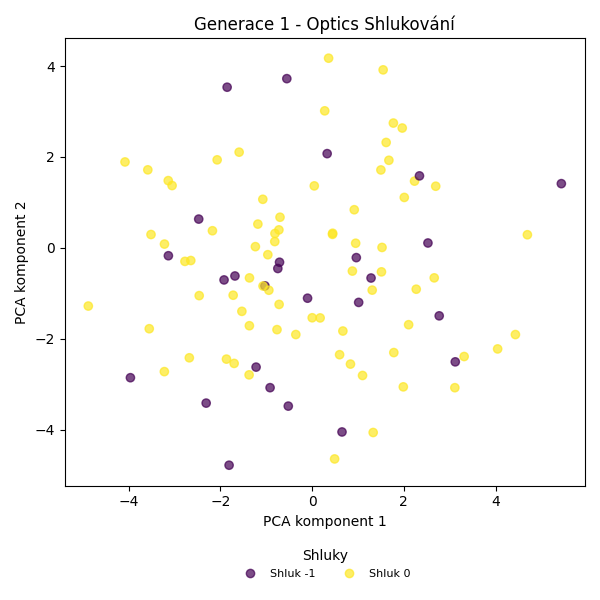 Generace 1 - Optics Shlukování
PCA komponent 2
4
2
0
−2
−4
−4
−2
0
2
4
PCA komponent 1
Shluky
Shluk -1
Shluk 0